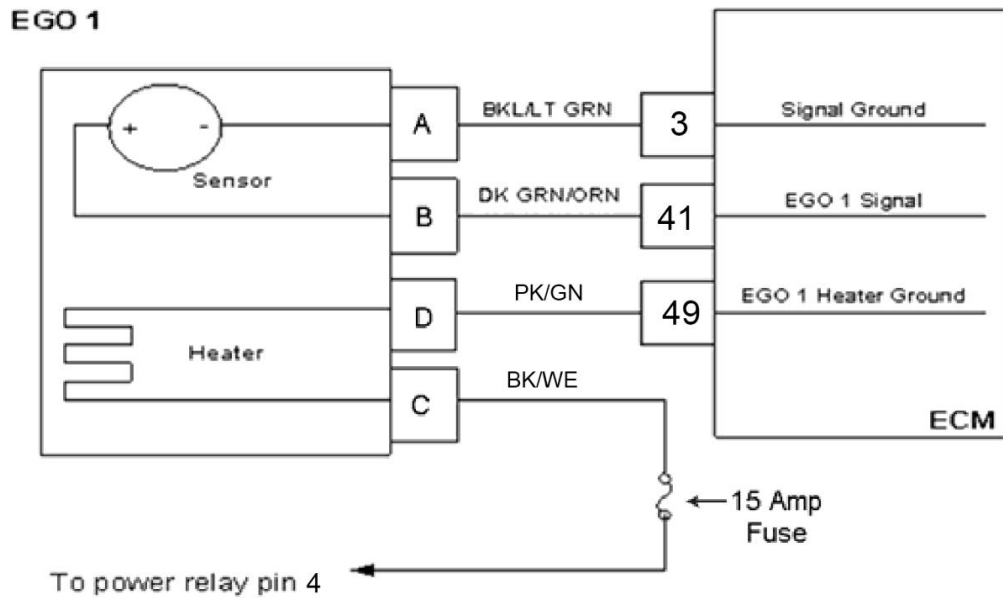 EGO 1
A
BKL/LT GRN
3
Signal Ground
Sensor
B
DK GRN/ORN
41
EGO 1 Signal
D
PK/GN
49
EGO 1 Heater Ground
Heater
C
BK/WE
ECM
15 Amp
Fuse
To power relay pin 4
+
-